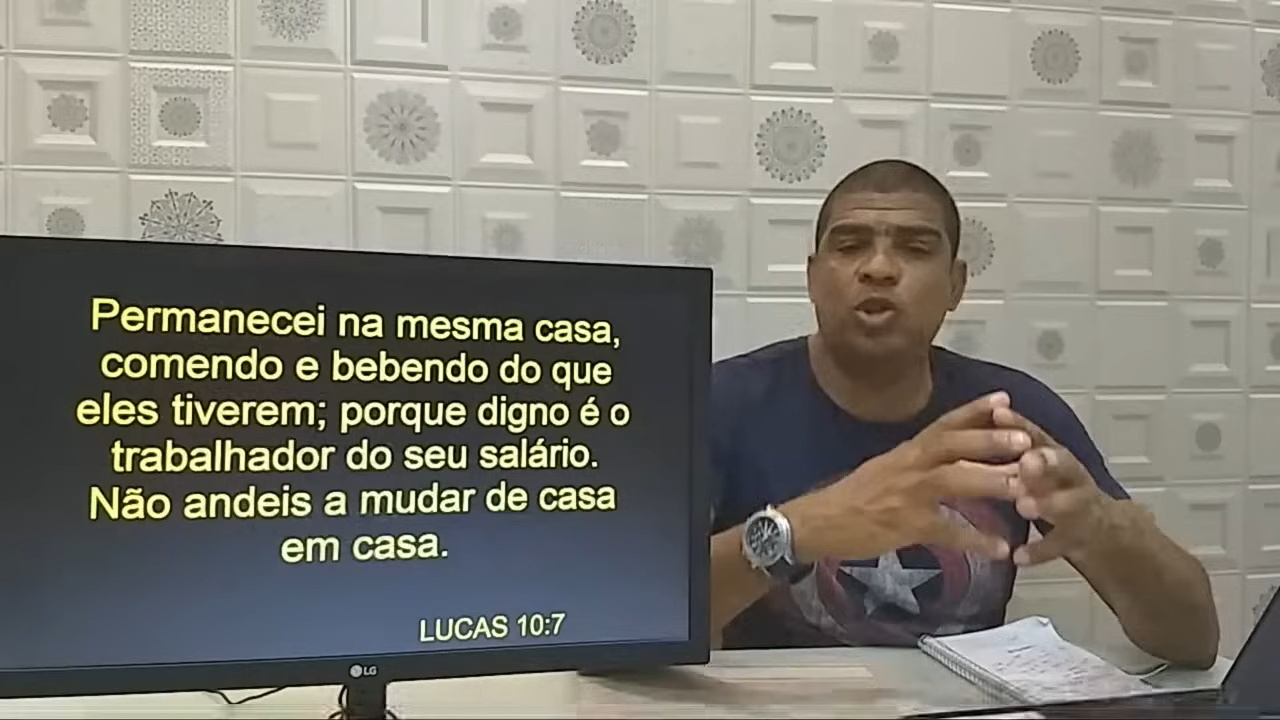 Permanecei na mesma casa,
comendo e bebendo do que
eles tiverem; porque digno é o
trabalhador do seu salário.
Não andeis a mudar de casa
em casa.
LUCAS 10:7
LG